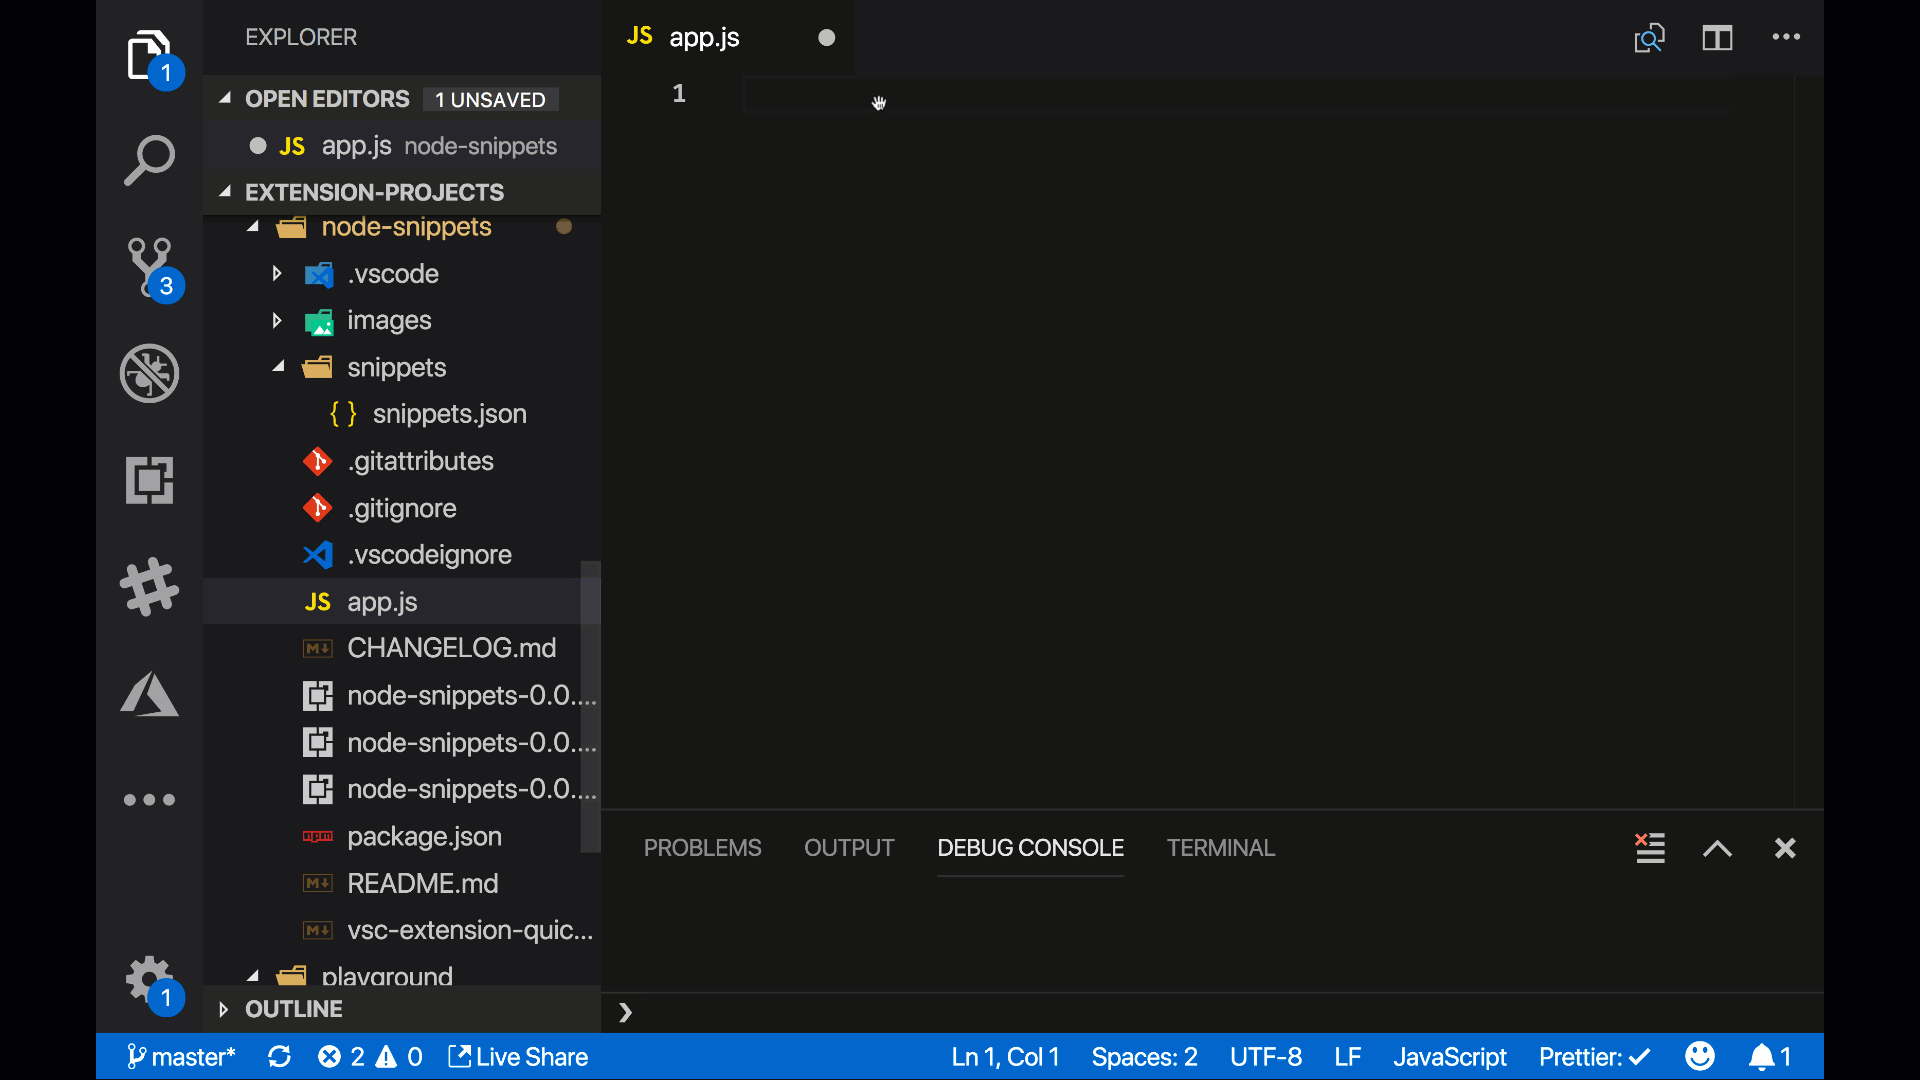 EXPLORER
1
OPEN EDITORS 1 UNSAVED
JS app.js node-snippets
EXTENSION-PROJECTS
node-snippets
.vscode
images
snippets
{ } snippets.json
.gitattributes
.gitignore
.vscodeignore
JS app.js
CHANGELOG.md
node-snippets-0.0....
node-snippets-0.0....
node-snippets-0.0....
package.json
README.md
vsc-extension-quic...
playground
OUTLINE
3
1
JS app.js
1
PROBLEMS OUTPUT DEBUG CONSOLE TERMINAL
master* 2 0 Live Share Ln 1, Col 1 Spaces: 2 UTF-8 LF JavaScript Prettier: ✓ 1